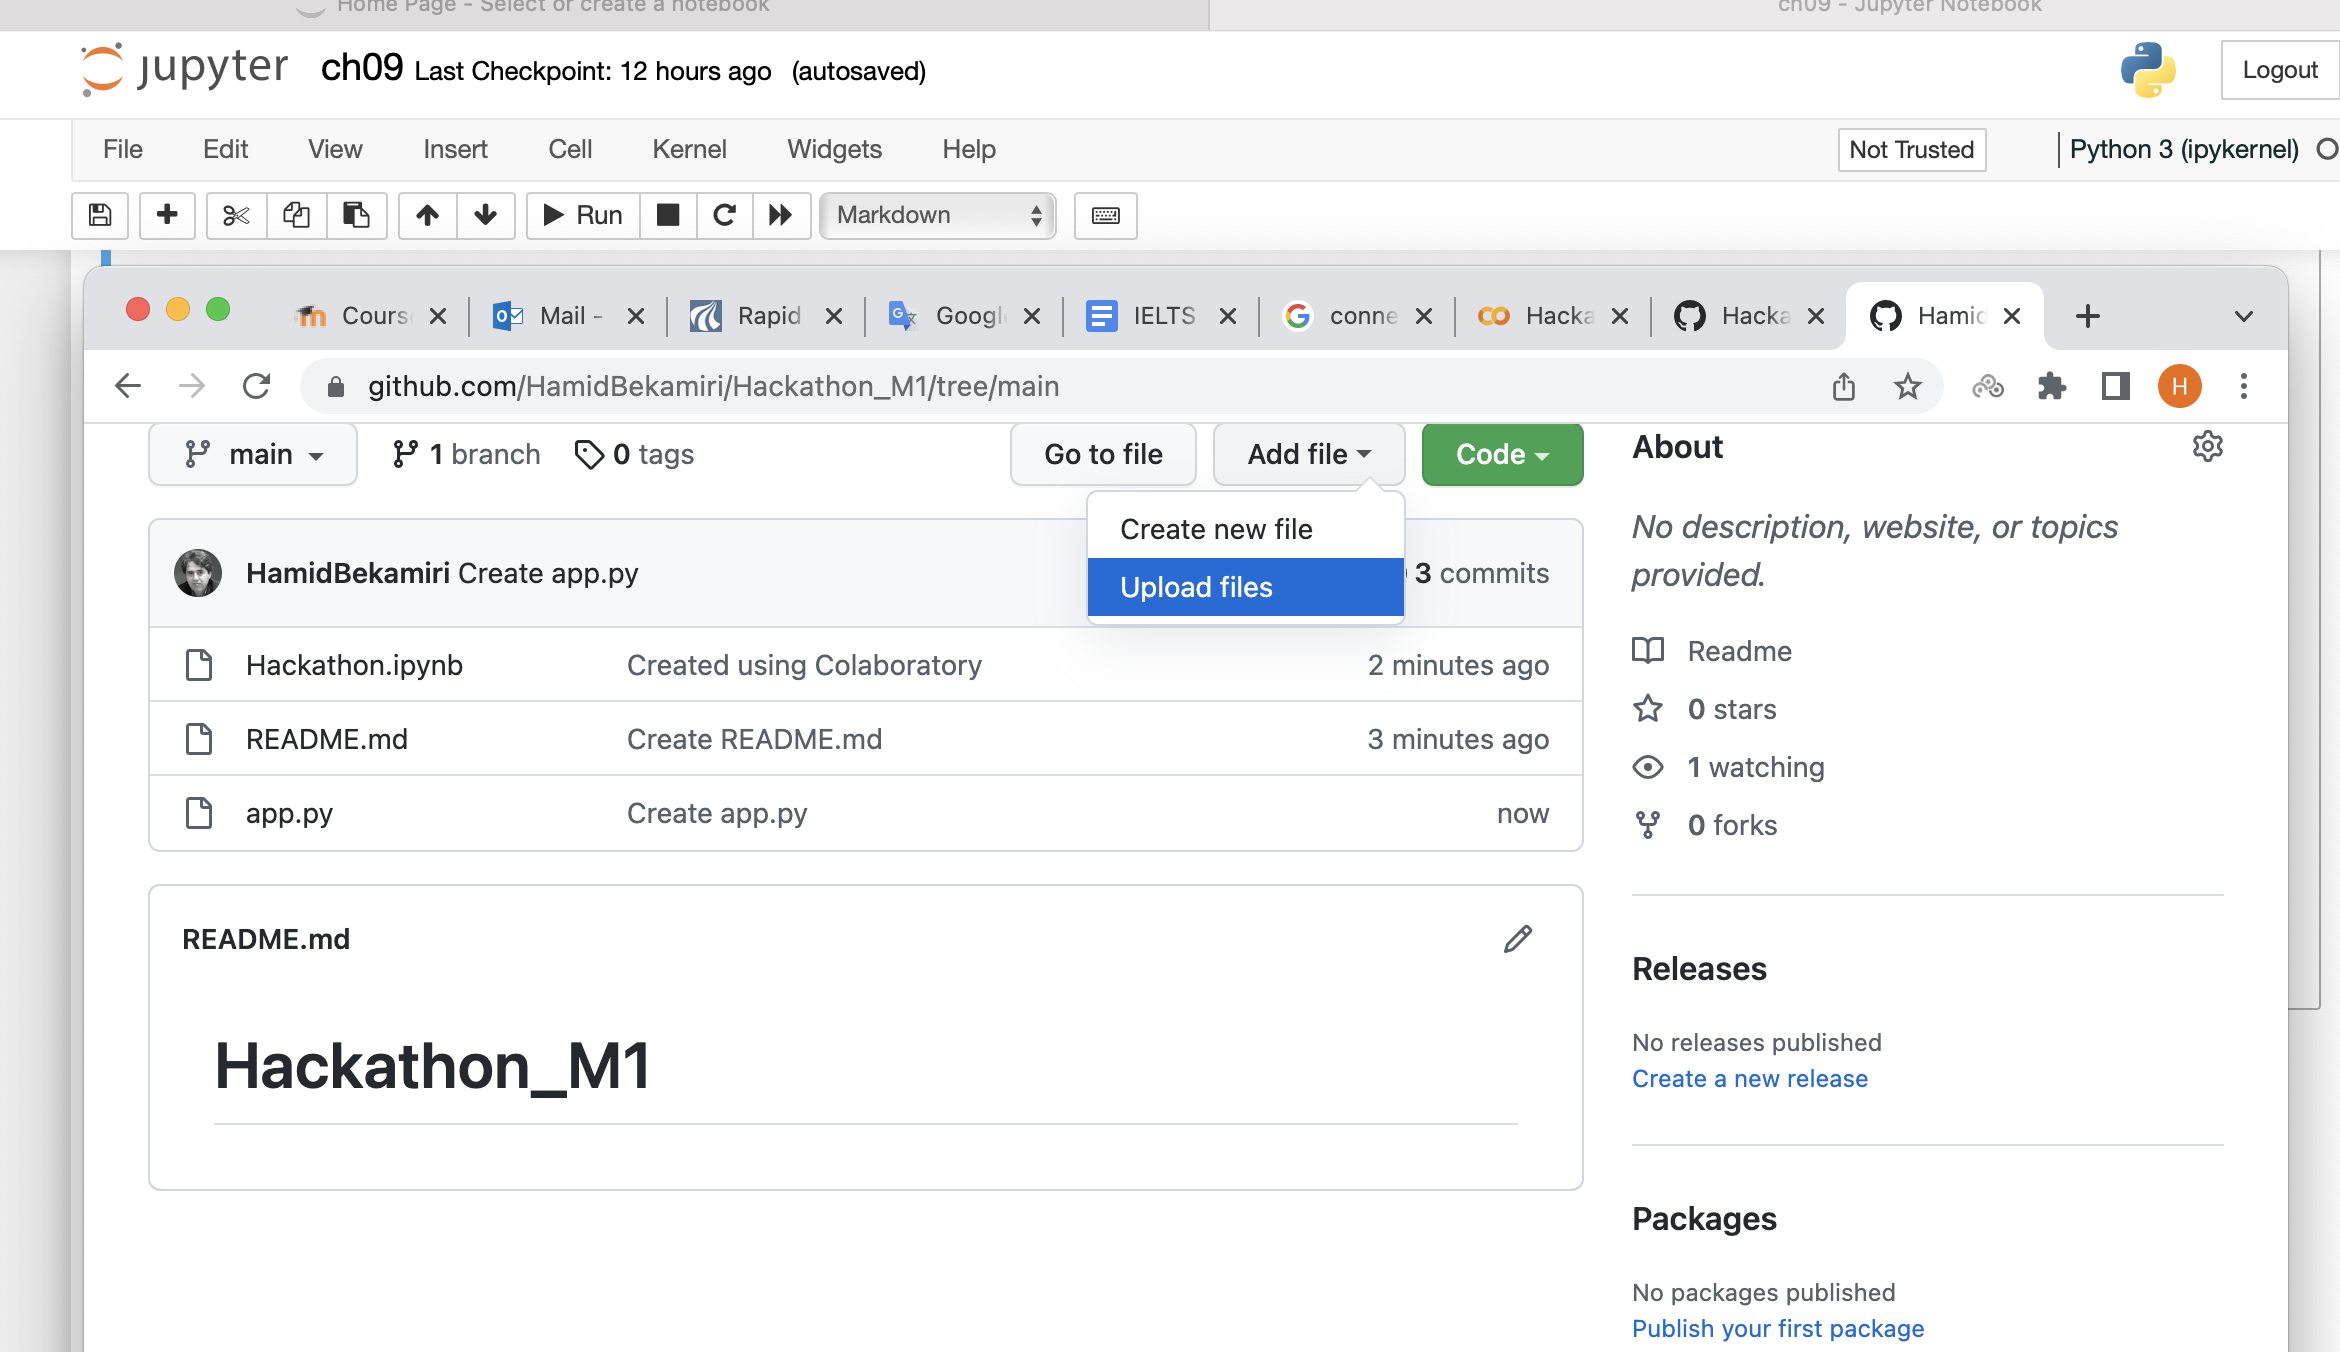 Home Page - Select or create a notebook
ch09 - Jupyter Notebook
jupyter ch09 Last Checkpoint: 12 hours ago (autosaved)
Logout
File Edit View Insert Cell Kernel Widgets Help
Not Trusted
Python 3 (ipykernel)
Run
Markdown
Cours
Mail -
Rapid
Googl
IELTS
conne
Hacka
Hacka
Hamid
github.com/HamidBekamiri/Hackathon_M1/tree/main
H
main
1 branch
0 tags
Go to file
Add file
Code
Create new file
Upload files
HamidBekamiri Create app.py
3 commits
Hackathon.ipynb Created using Colaboratory 2 minutes ago
README.md Create README.md 3 minutes ago
app.py Create app.py now
README.md
Hackathon_M1
About
No description, website, or topics
provided.
Readme
0 stars
1 watching
0 forks
Releases
No releases published
Create a new release
Packages
No packages published
Publish your first package